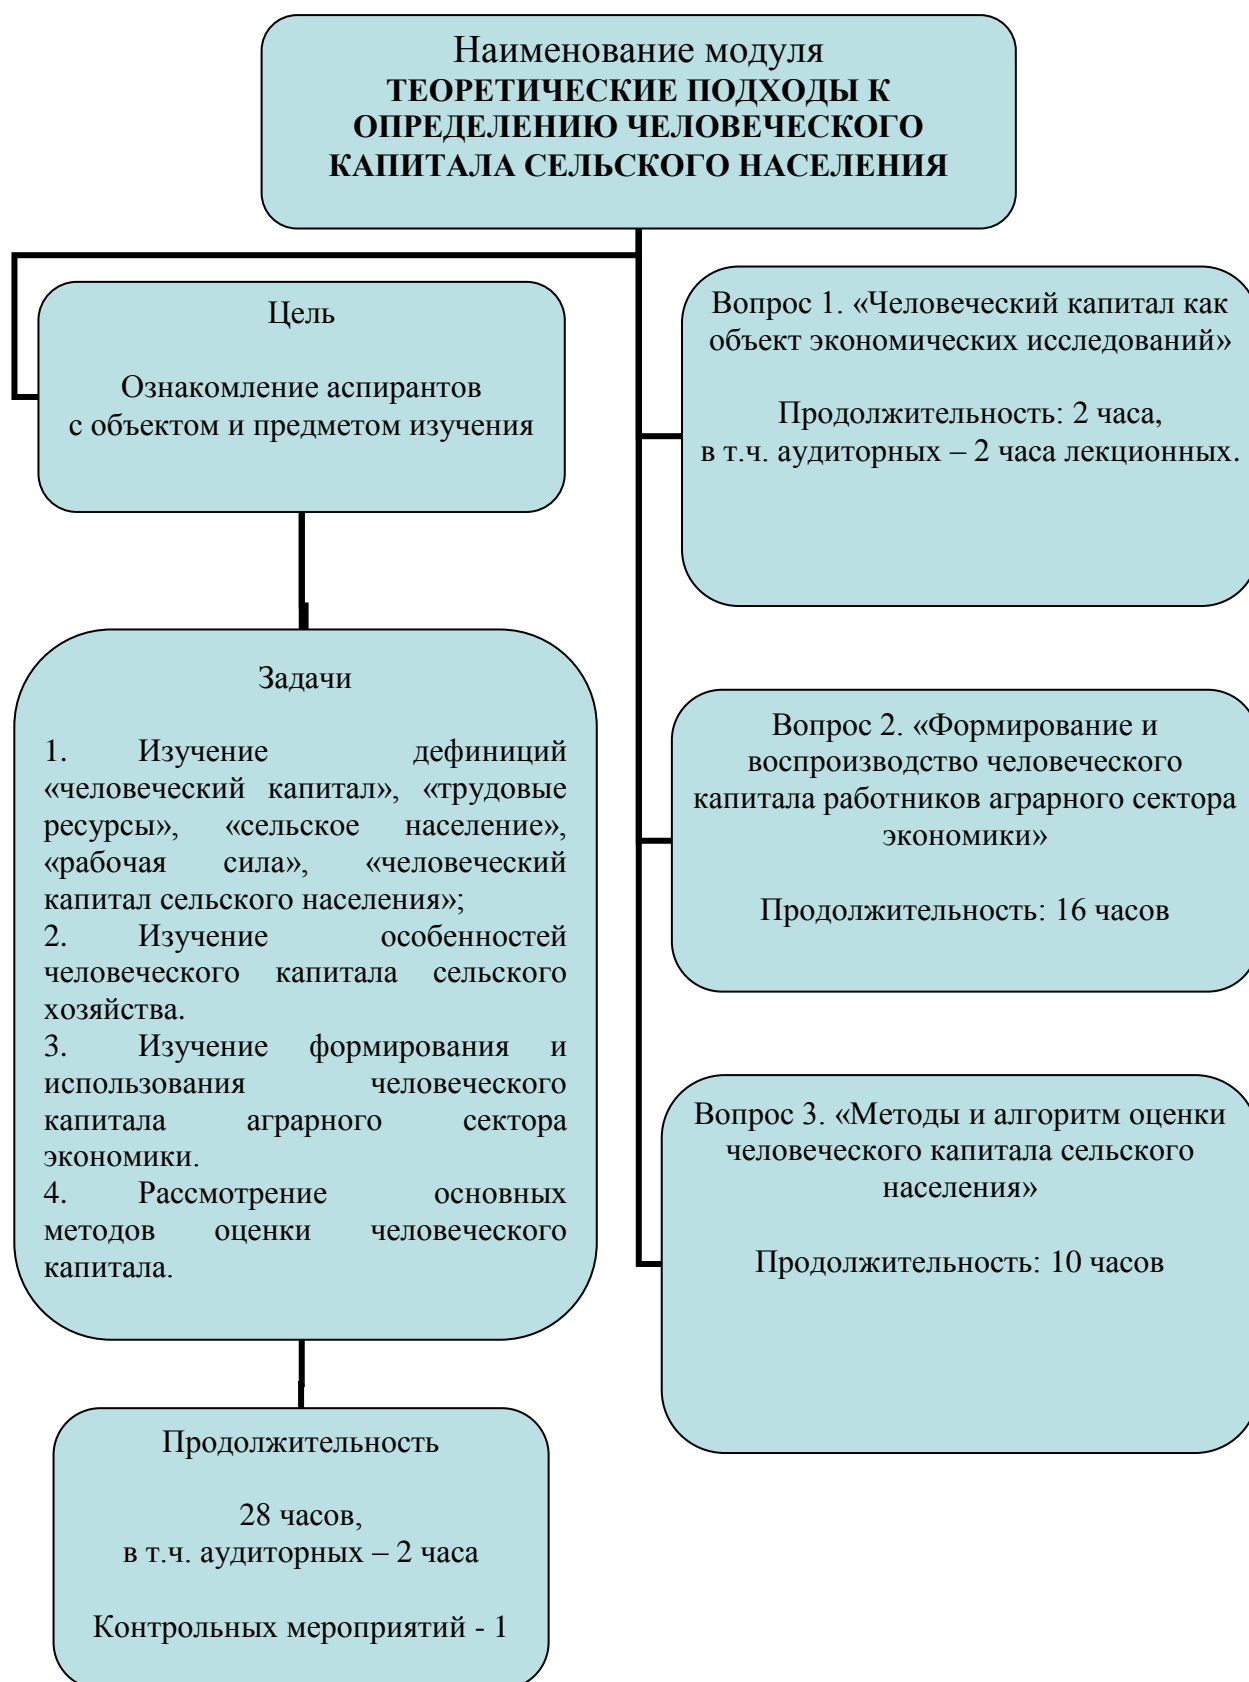 Наименование модуля
ТЕОРЕТИЧЕСКИЕ ПОДХОДЫ К
ОПРЕДЕЛЕНИЮ ЧЕЛОВЕЧЕСКОГО
КАПИТАЛА СЕЛЬСКОГО НАСЕЛЕНИЯ
Цель
Ознакомление аспирантов
с объектом и предметом изучения
Задачи
1. Изучение дефиниций
«человеческий капитал», «трудовые
ресурсы», «сельское население»,
«рабочая сила», «человеческий
капитал сельского населения»;
2. Изучение особенностей
человеческого капитала сельского
хозяйства.
3. Изучение формирования и
использования человеческого
капитала аграрного сектора
экономики.
4. Рассмотрение основных
методов оценки человеческого
капитала.
Продолжительность
28 часов,
в т.ч. аудиторных – 2 часа
Контрольных мероприятий - 1
Вопрос 1. «Человеческий капитал как
объект экономических исследований»
Продолжительность: 2 часа,
в т.ч. аудиторных – 2 часа лекционных.
Вопрос 2. «Формирование и
воспроизводство человеческого
капитала работников аграрного сектора
экономики»
Продолжительность: 16 часов
Вопрос 3. «Методы и алгоритм оценки
человеческого капитала сельского
населения»
Продолжительность: 10 часов